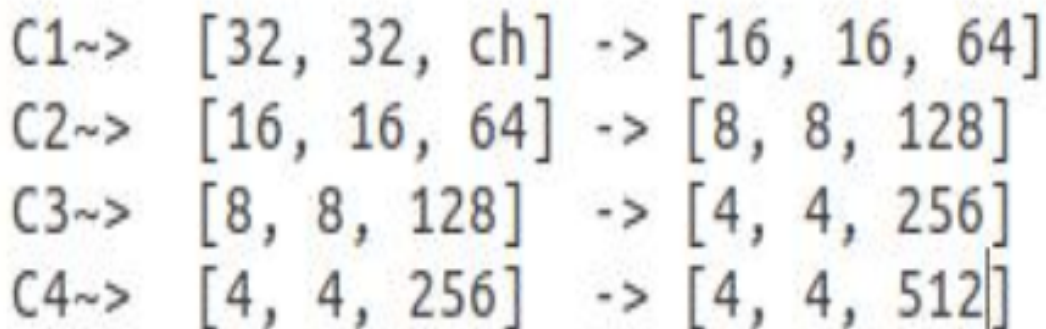 C1~> [32, 32, ch] -> [16, 16, 64]
C2~> [16, 16, 64] -> [8, 8, 128]
C3~> [8, 8, 128] -> [4, 4, 256]
C4~> [4, 4, 256] -> [4, 4, 512]